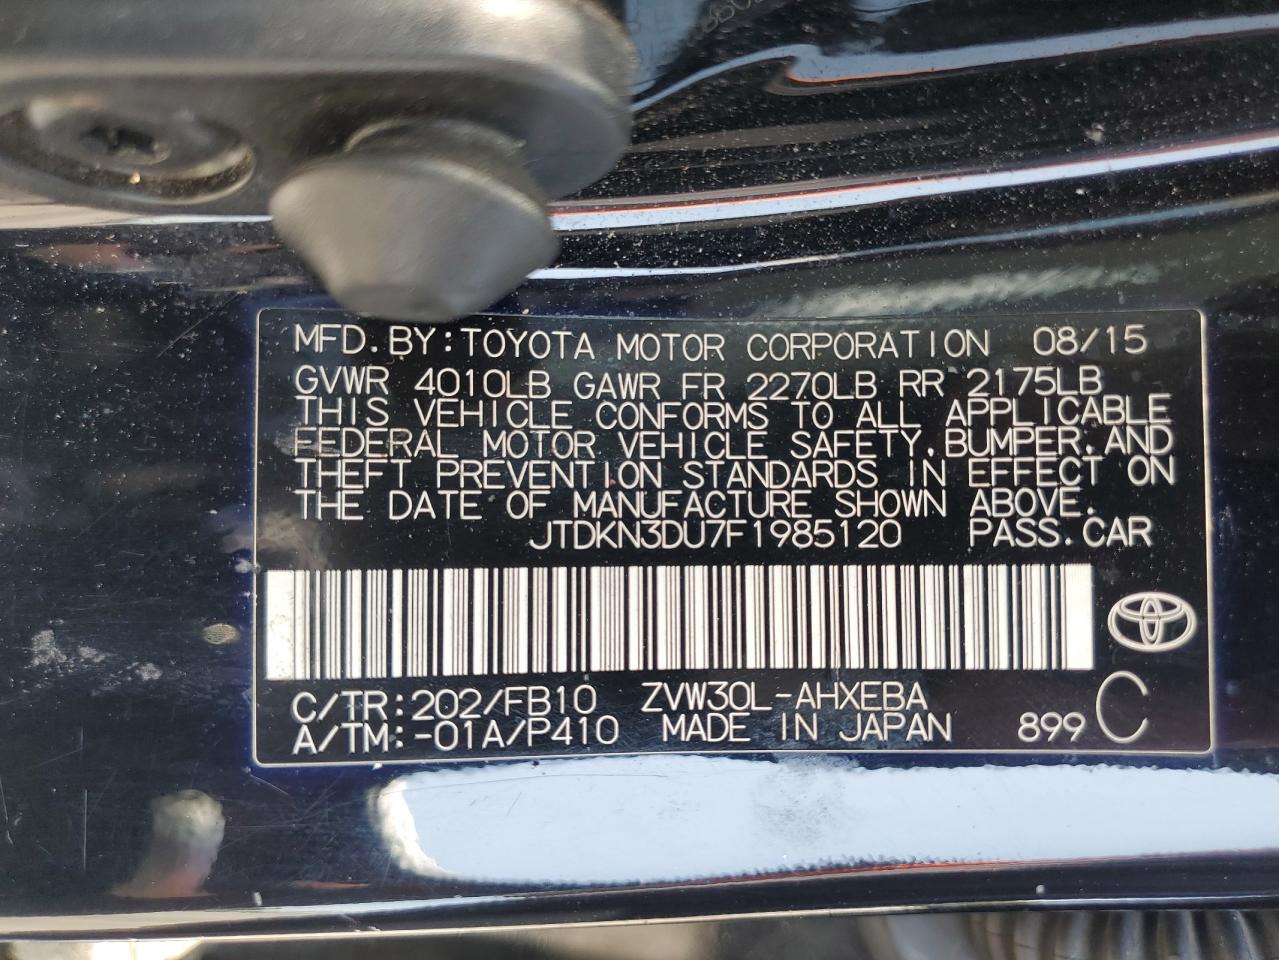 MFD. BY: TOYOTA MOTOR CORPORATION 08/15
GVWR 4010LB GAWR FR 2270LB RR 2175LB
THIS VEHICLE CONFORMS TO ALL APPLICABLE
FEDERAL MOTOR VEHICLE SAFETY, BUMPER, AND
THEFT PREVENTION STANDARDS IN EFFECT ON
THE DATE OF MANUFACTURE SHOWN ABOVE.
JTDKN3DU7F1985120 PASS. CAR
C/TR: 202/FB10 ZVW30L-AHXEBA
A/TM: -01A/P410 MADE IN JAPAN 899 C